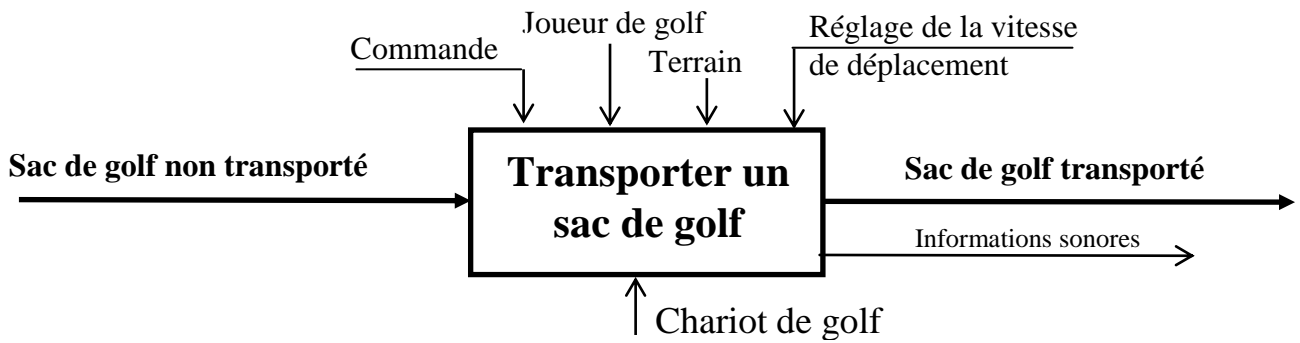 Commande
Joueur de golf
Terrain
Réglage de la vitesse
de déplacement
Sac de golf non transporté
Transporter un
sac de golf
Sac de golf transporté
Informations sonores
Chariot de golf